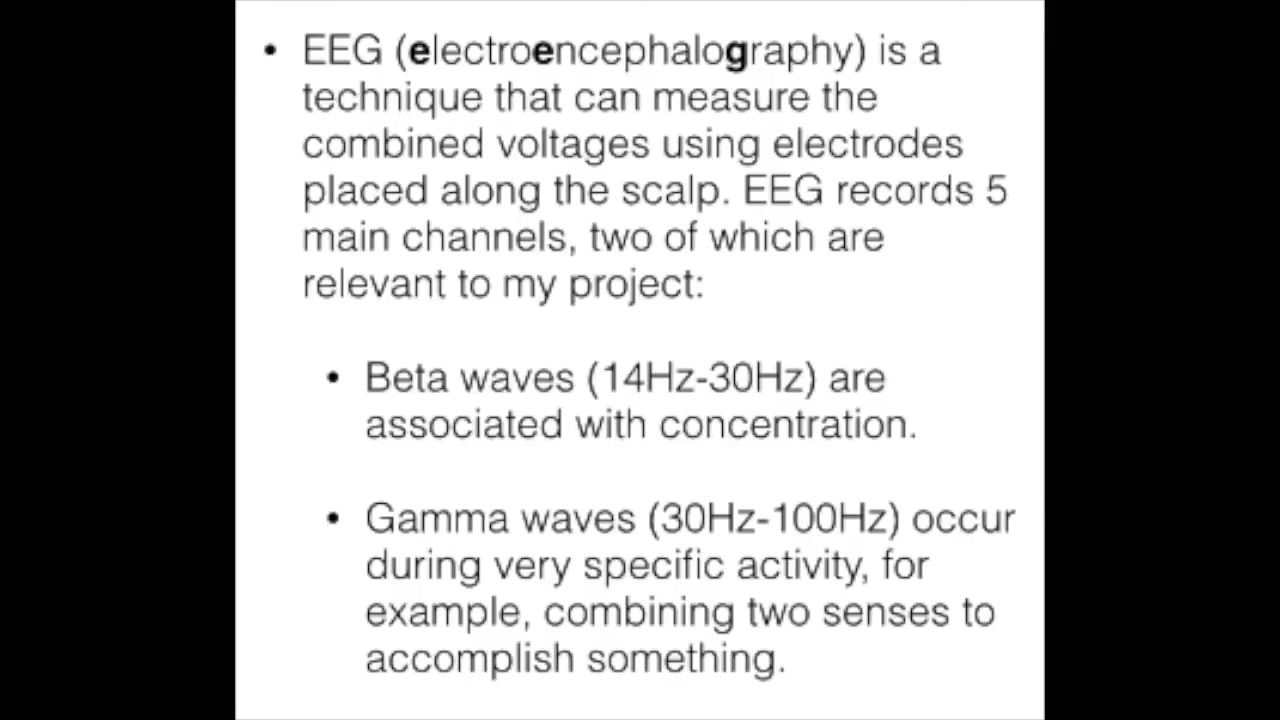 • EEG (electroencephalography) is a
technique that can measure the
combined voltages using electrodes
placed along the scalp. EEG records 5
main channels, two of which are
relevant to my project:
• Beta waves (14Hz-30Hz) are
associated with concentration.
• Gamma waves (30Hz-100Hz) occur
during very specific activity, for
example, combining two senses to
accomplish something.